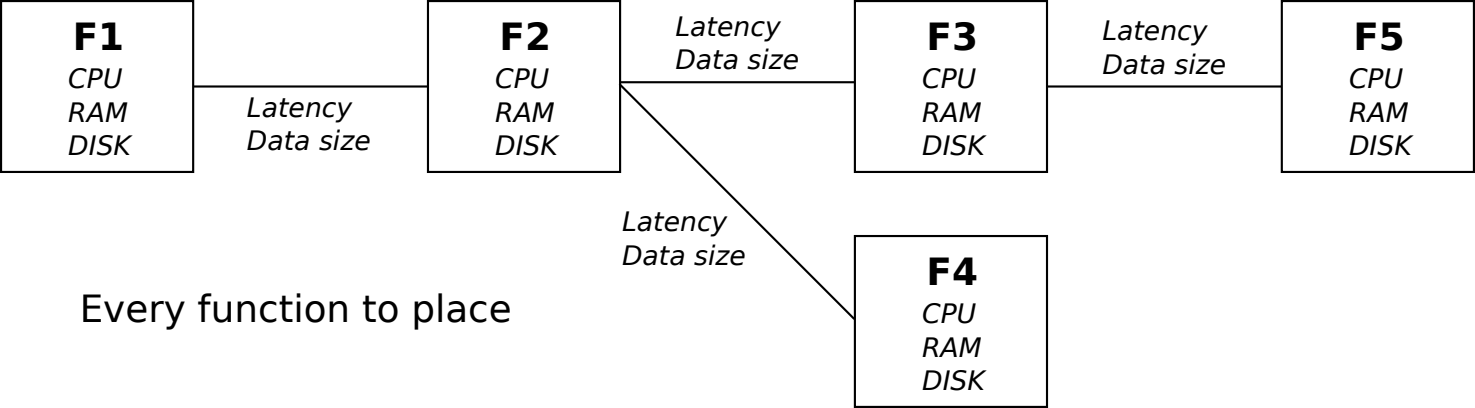 F1
CPU
RAM
DISK
Latency
Data size
F2
CPU
RAM
DISK
Latency
Data size
F3
CPU
RAM
DISK
Latency
Data size
F5
CPU
RAM
DISK
Latency
Data size
F4
CPU
RAM
DISK
Every function to place